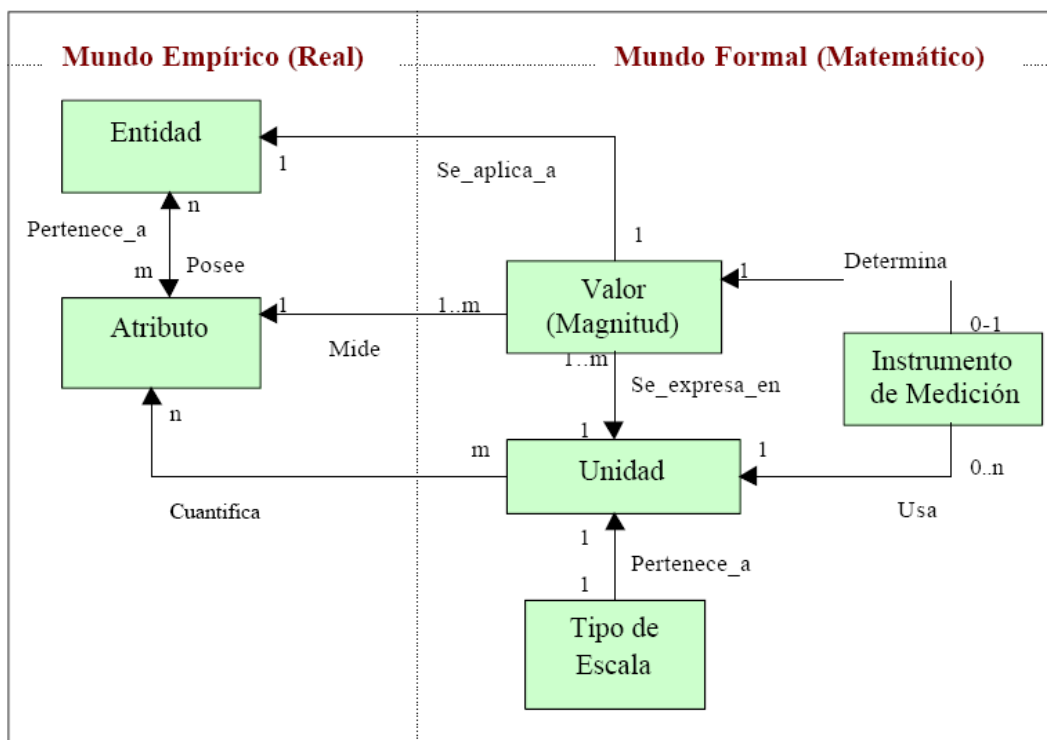 Mundo Empírico (Real)
Mundo Formal (Matemático)
Entidad
1
Se_aplica_a
n
Pertenece_a
Posee
m
1
Determina
1
Valor
(Magnitud)
1
Atributo
1..m
Mide
0-1
Instrumento
de Medición
1..m
Se_expresa_en
n
1
m
Unidad
1
0..n
Cuantifica
Usa
1
Pertenece_a
1
Tipo de
Escala